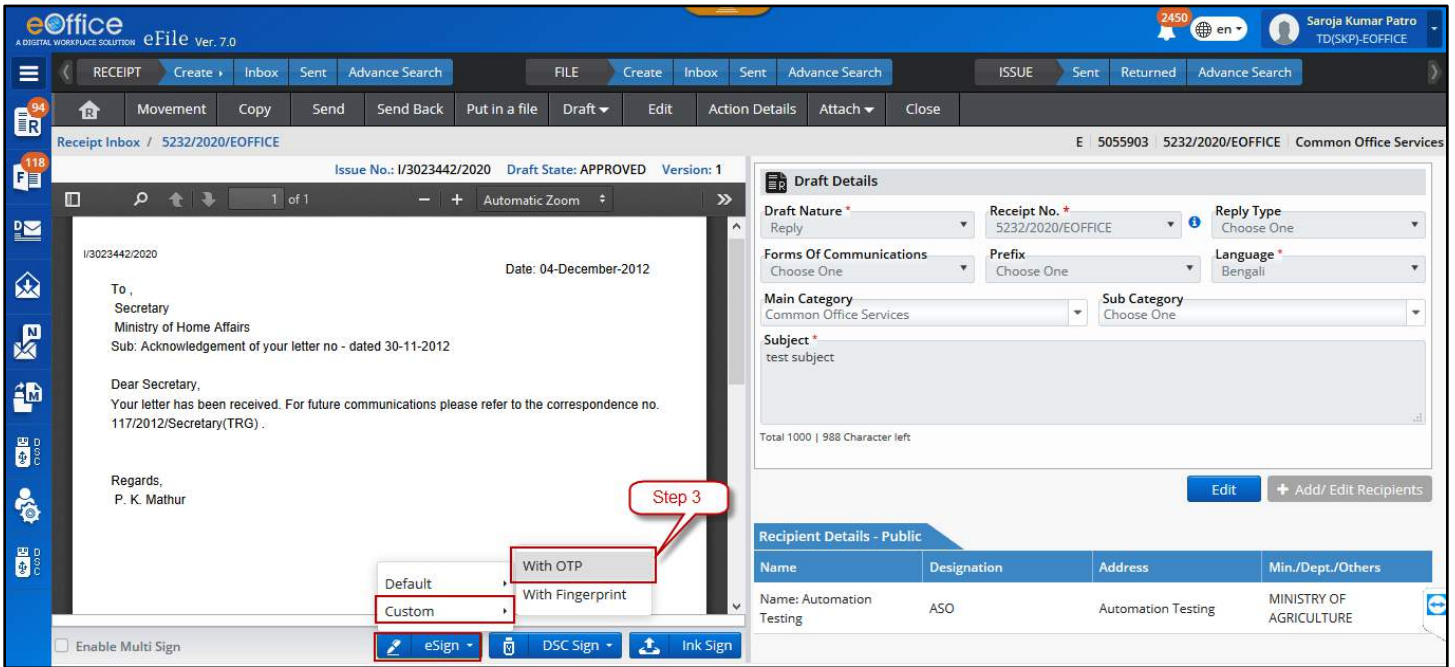 eOffice
A DIGITAL WORKPLACE SOLUTION eFile Ver. 7.0
2450
en
Saroja Kumar Patro
TD(SKP)-EOFFICE
RECEIPT Create Inbox Sent Advance Search FILE Create Inbox Sent Advance Search ISSUE Sent Returned Advance Search
94
R
R Movement Copy Send Send Back Put in a file Draft Edit Action Details Attach Close
Receipt Inbox / 5232/2020/EOFFICE
E 5055903 5232/2020/EOFFICE Common Office Services
118
F
Issue No.: I/3023442/2020 Draft State: APPROVED Version: 1
1 of 1 Automatic Zoom
D
I/3023442/2020
Date: 04-December-2012
To ,
Secretary
Ministry of Home Affairs
Sub: Acknowledgement of your letter no - dated 30-11-2012
N
Dear Secretary,
Your letter has been received. For future communications please refer to the correspondence no.
117/2012/Secretary(TRG) .
M
DSC
Regards,
P. K. Mathur
Step 3
With OTP
With Fingerprint
Default
Custom
DSC
Enable Multi Sign
eSign DSC Sign Ink Sign
Draft Details
Draft Nature * Receipt No. * Reply Type
Reply 5232/2020/EOFFICE Choose One
Forms Of Communications Prefix Language *
Choose One Choose One Bengali
Main Category Sub Category
Common Office Services Choose One
Subject *
test subject
Total 1000 | 988 Character left
Edit + Add/ Edit Recipients
Recipient Details - Public
Name Designation Address Min./Dept./Others
Name: Automation Testing ASO Automation Testing MINISTRY OF AGRICULTURE